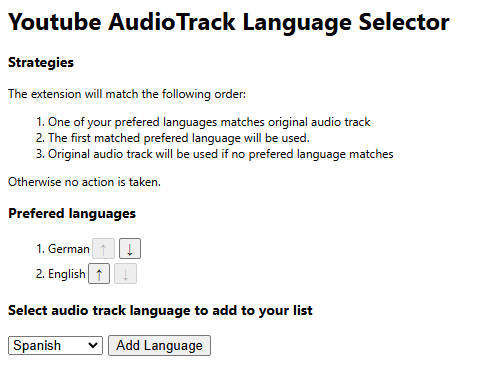 Youtube AudioTrack Language Selector
Strategies
The extension will match the following order:
1. One of your prefered languages matches original audio track
2. The first matched prefered language will be used.
3. Original audio track will be used if no prefered language matches
Otherwise no action is taken.
Prefered languages
1. German ↑ ↓
2. English ↑ ↓
Select audio track language to add to your list
Spanish Add Language